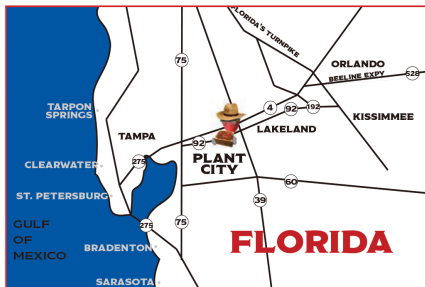 FLORIDA'S TURNPIKE
75
ORLANDO
BEELINE EXPY
528
TARPON
SPRINGS
4
92
192
KISSIMMEE
TAMPA
LAKELAND
92
275
PLANT
CITY
CLEARWATER
60
ST. PETERSBURG
39
GULF
OF
MEXICO
275
75
BRADENTON
FLORIDA
SARASOTA